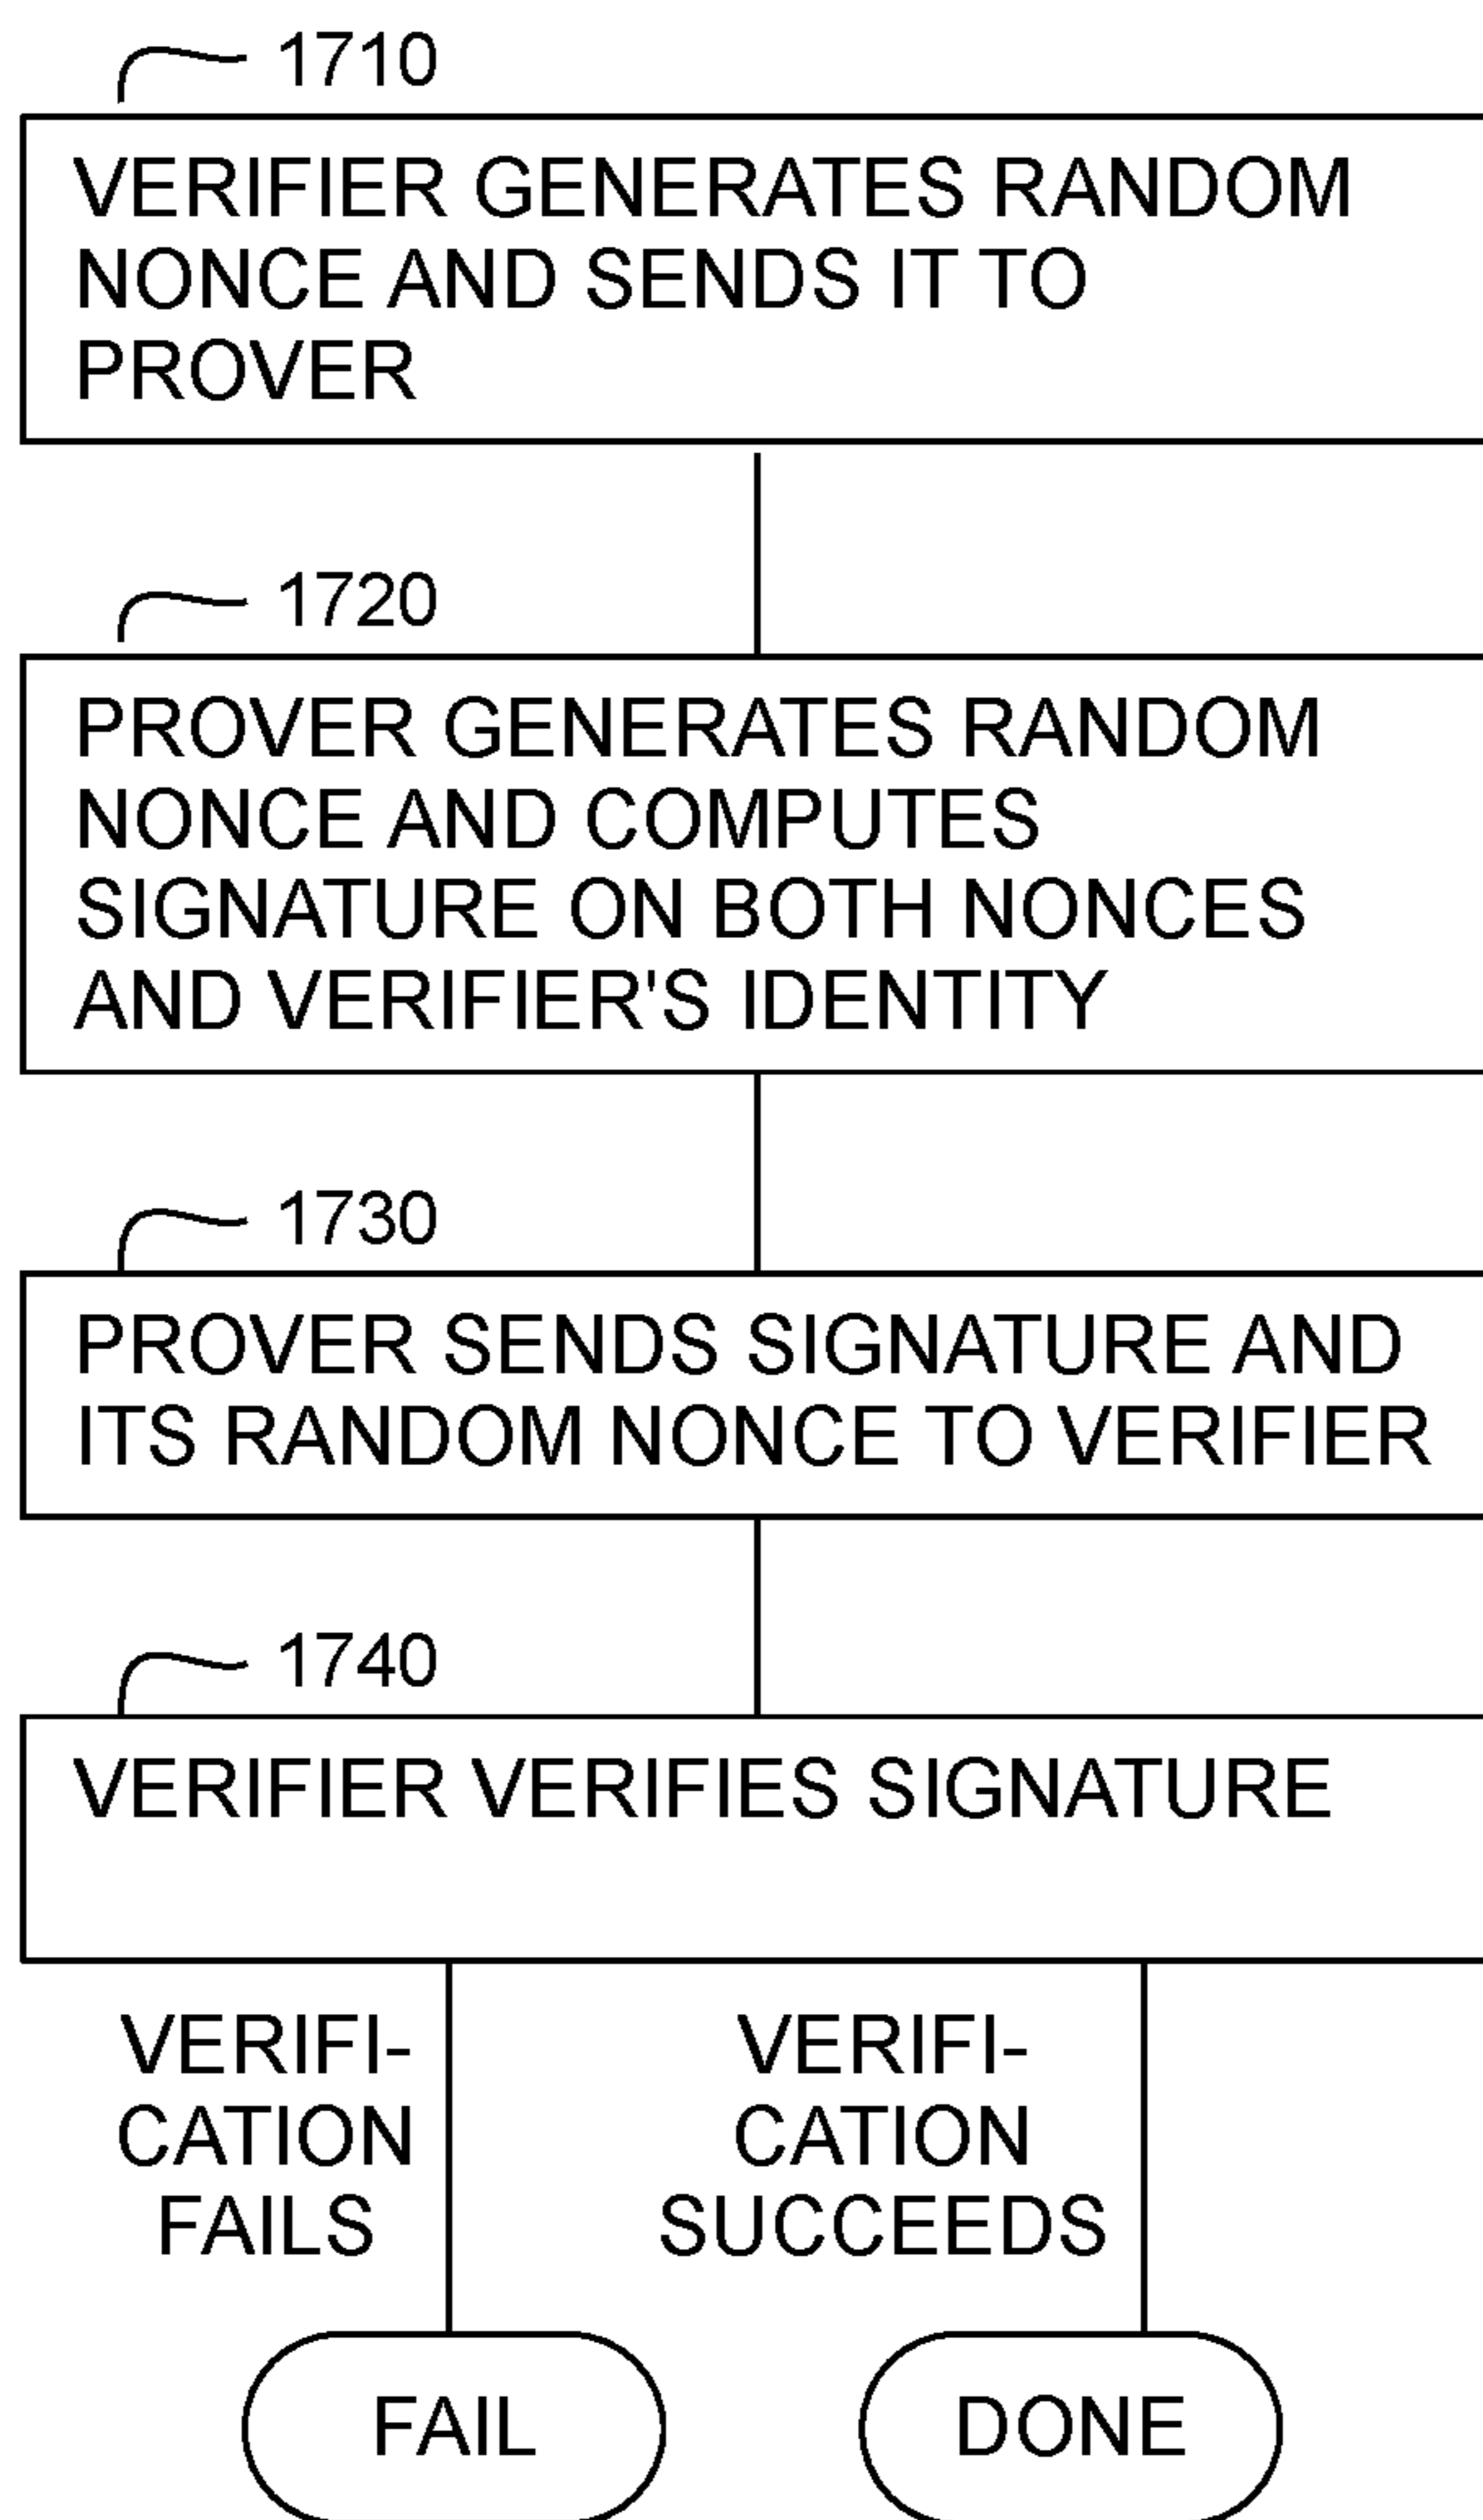 1710
VERIFIER GENERATES RANDOM
NONCE AND SENDS IT TO
PROVER
1720
PROVER GENERATES RANDOM
NONCE AND COMPUTES
SIGNATURE ON BOTH NONCES
AND VERIFIER'S IDENTITY
1730
PROVER SENDS SIGNATURE AND
ITS RANDOM NONCE TO VERIFIER
1740
VERIFIER VERIFIES SIGNATURE
VERIFI-
CATION
FAILS
VERIFI-
CATION
SUCCEEDS
FAIL
DONE